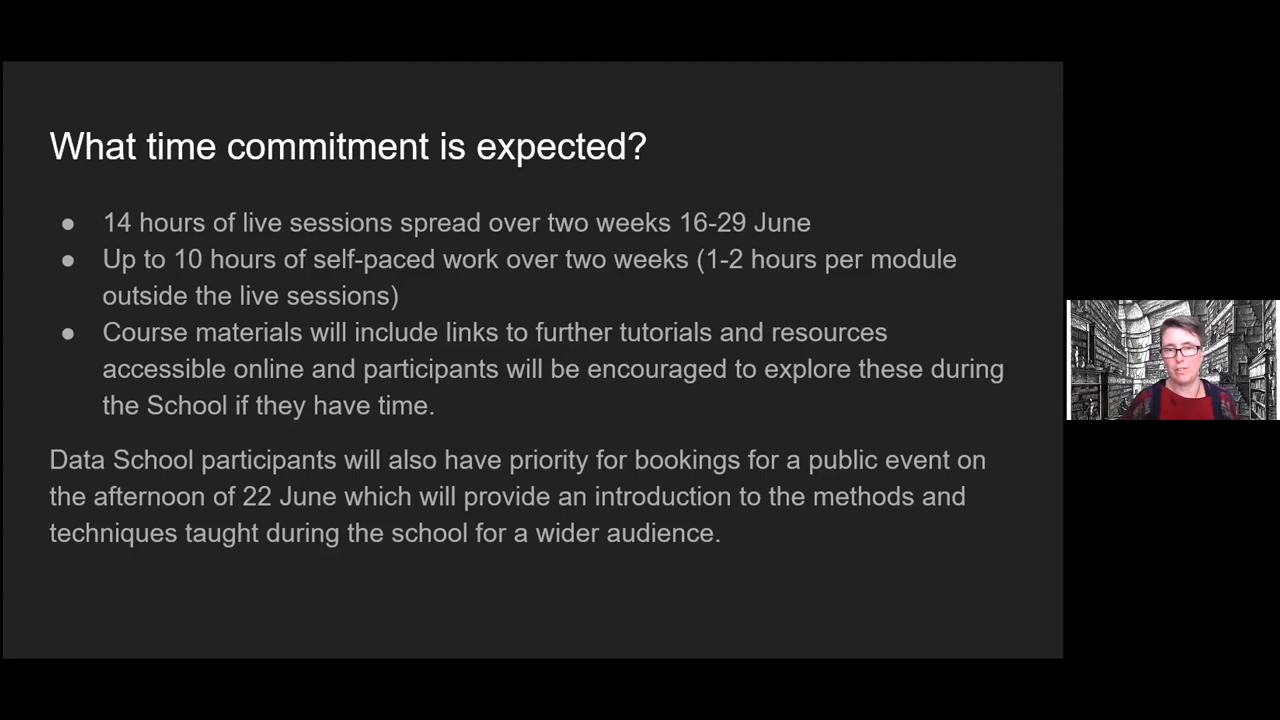 What time commitment is expected?
● 14 hours of live sessions spread over two weeks 16-29 June
● Up to 10 hours of self-paced work over two weeks (1-2 hours per module
outside the live sessions)
● Course materials will include links to further tutorials and resources
accessible online and participants will be encouraged to explore these during
the School if they have time.
Data School participants will also have priority for bookings for a public event on
the afternoon of 22 June which will provide an introduction to the methods and
techniques taught during the school for a wider audience.